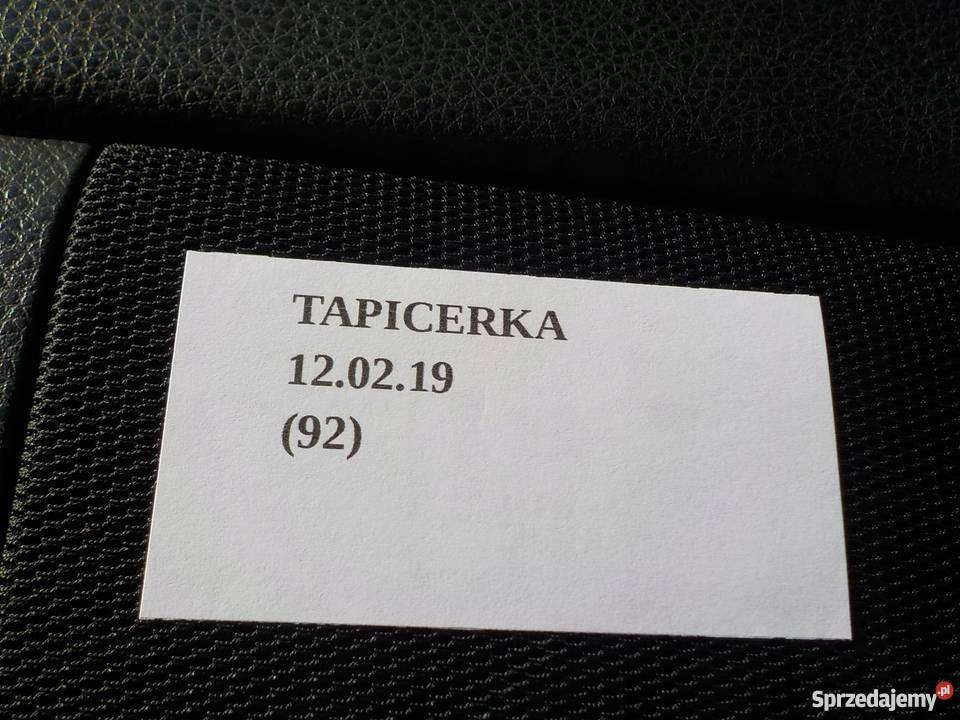 TAPICERKA
12.02.19
(92)
Sprzedajemy.pl